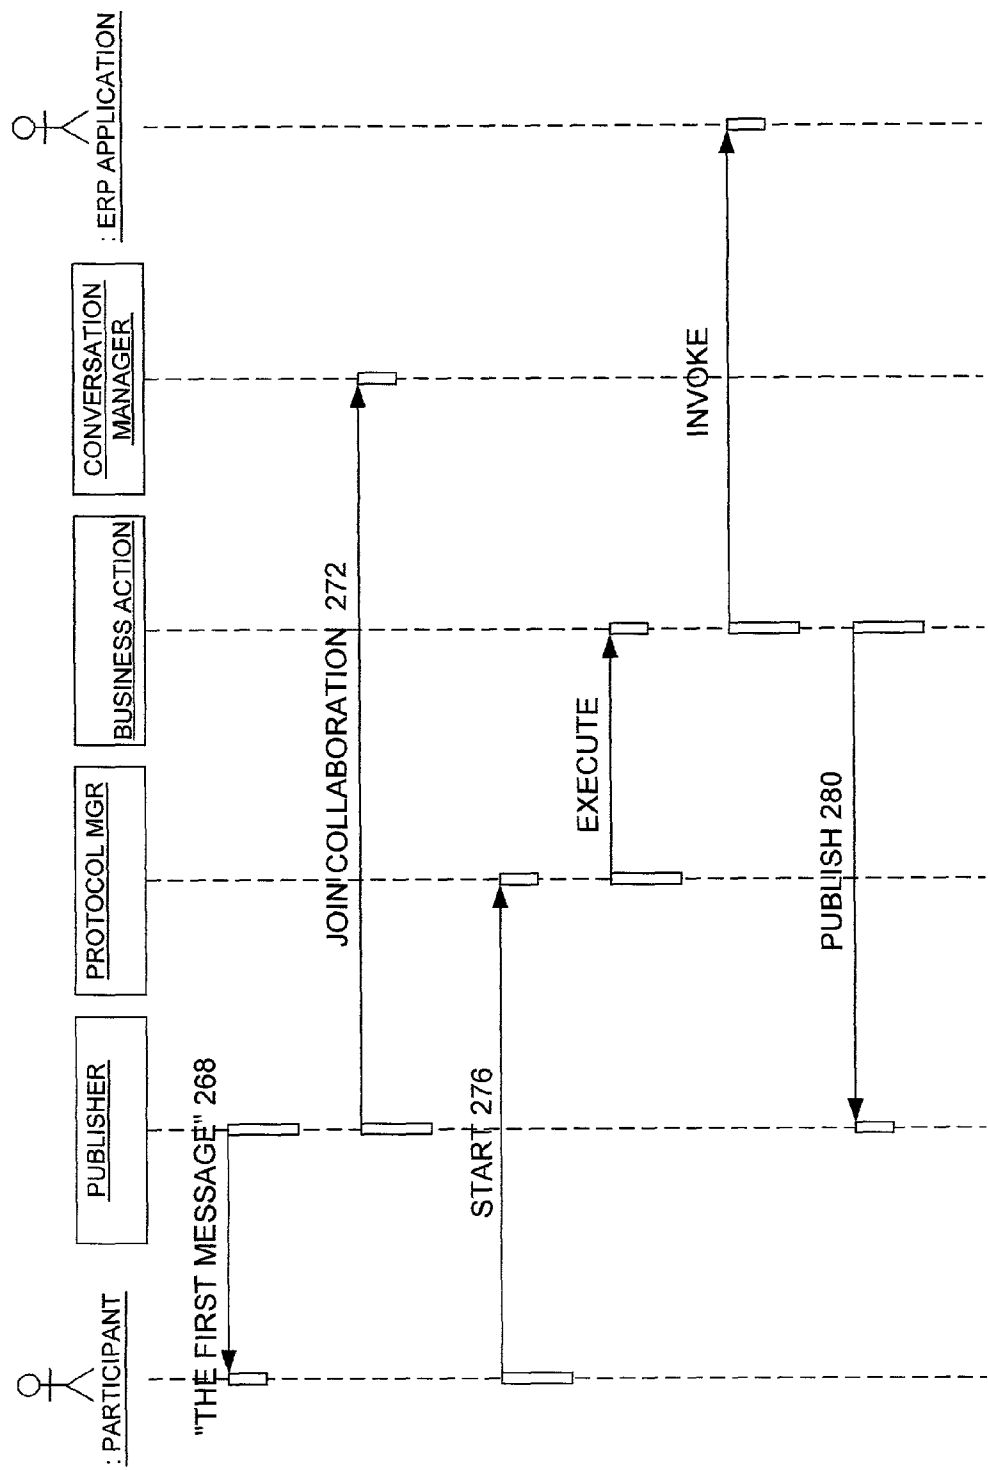 : PARTICIPANT
PUBLISHER
PROTOCOL MGR
BUSINESS ACTION
CONVERSATION
MANAGER
: ERP APPLICATION
"THE FIRST MESSAGE" 268
JOIN COLLABORATION 272
START 276
EXECUTE
INVOKE
PUBLISH 280